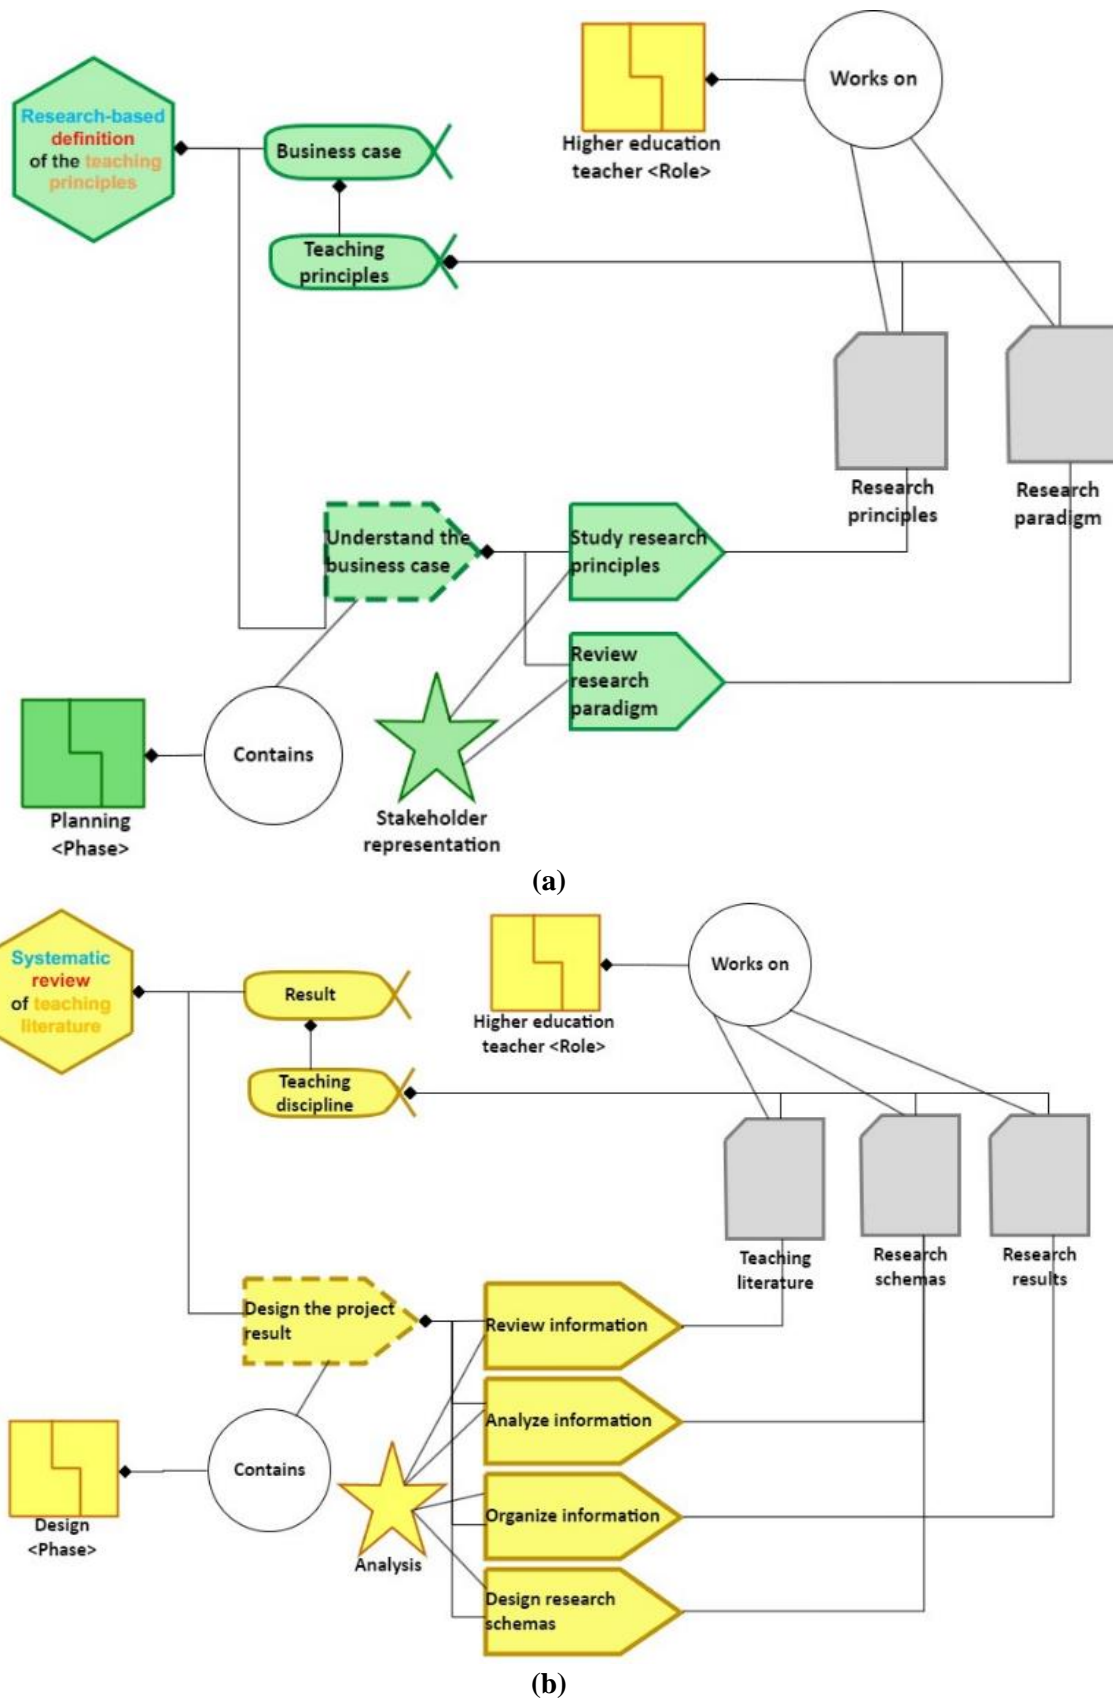 Research-based
definition
of the teaching
principles
Business case
Teaching
principles
Higher education
teacher <Role>
Works on
Research
principles
Research
paradigm
Understand the
business case
Study research
principles
Review
research
paradigm
Planning
<Phase>
Contains
Stakeholder
representation
(a)
Systematic
review
of teaching
literature
Result
Teaching
discipline
Higher education
teacher <Role>
Works on
Teaching
literature
Research
schemas
Research
results
Design the project
result
Review information
Analyze information
Organize information
Design research
schemas
Design
<Phase>
Contains
Analysis
(b)